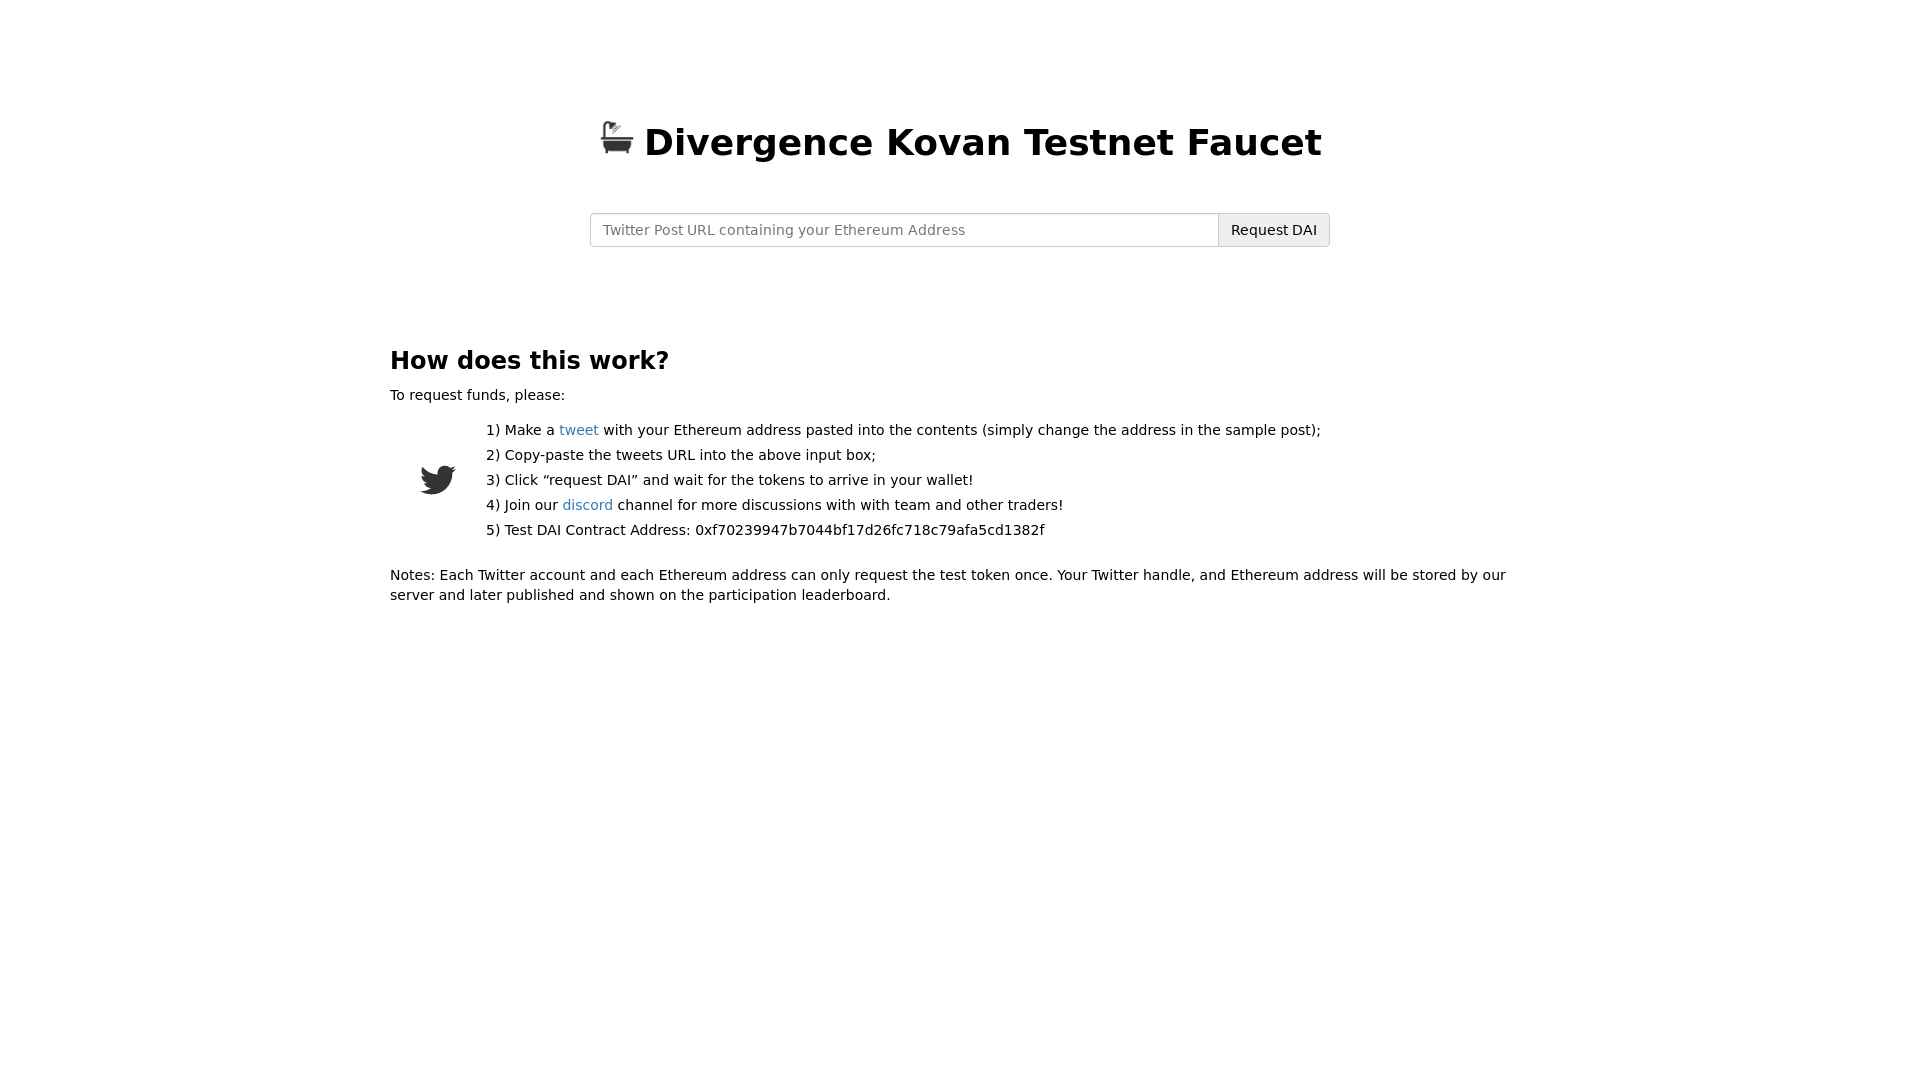 Divergence Kovan Testnet Faucet
Twitter Post URL containing your Ethereum Address
Request DAI
How does this work?
To request funds, please:
1) Make a tweet with your Ethereum address pasted into the contents (simply change the address in the sample post);
2) Copy-paste the tweets URL into the above input box;
3) Click “request DAI” and wait for the tokens to arrive in your wallet!
4) Join our discord channel for more discussions with with team and other traders!
5) Test DAI Contract Address: 0xf70239947b7044bf17d26fc718c79afa5cd1382f
Notes: Each Twitter account and each Ethereum address can only request the test token once. Your Twitter handle, and Ethereum address will be stored by our
server and later published and shown on the participation leaderboard.